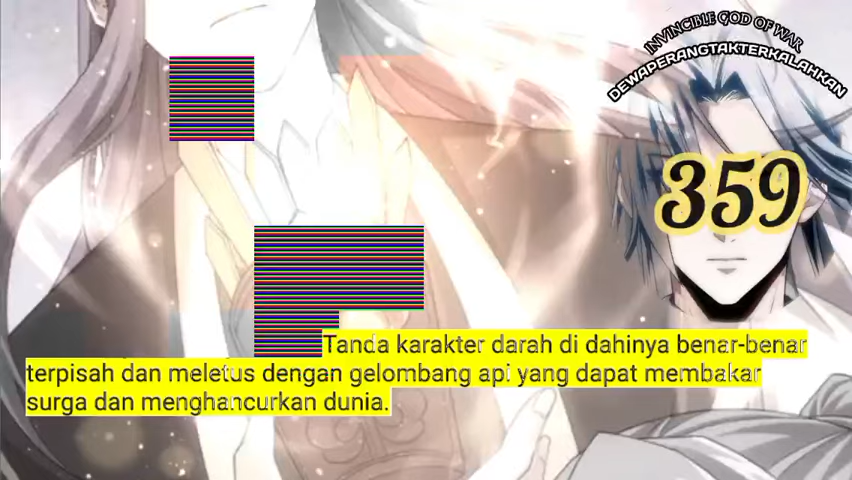 INVINCIBLE GOD OF WAR
DEWAPERANGTAKTERKALAHKAN
359
Tanda karakter darah di dahinya benar-benar
terpisah dan meletus dengan gelombang api yang dapat membakar
surga dan menghancurkan dunia.